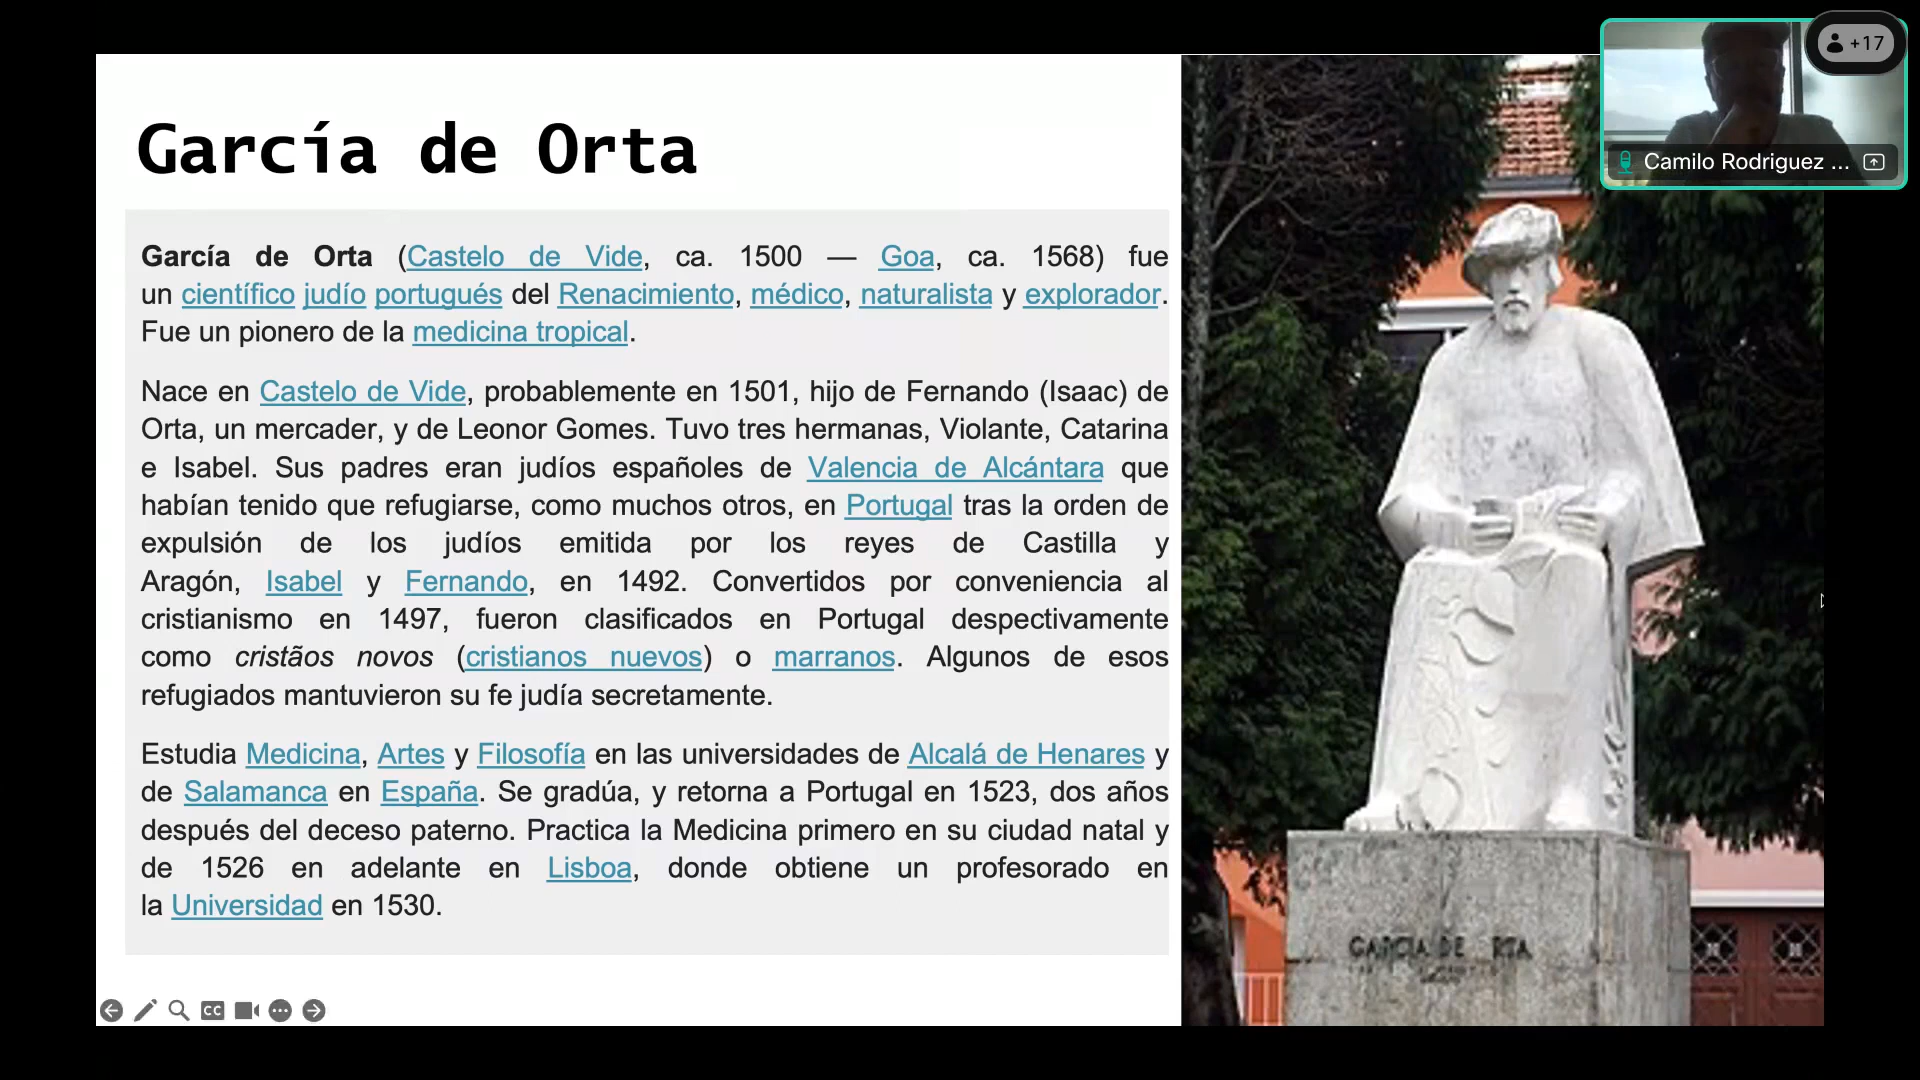 +17
Camilo Rodriguez ...
García de Orta
García de Orta (Castelo de Vide, ca. 1500 — Goa, ca. 1568) fue
un científico judío portugués del Renacimiento, médico, naturalista y explorador.
Fue un pionero de la medicina tropical.
Nace en Castelo de Vide, probablemente en 1501, hijo de Fernando (Isaac) de
Orta, un mercader, y de Leonor Gomes. Tuvo tres hermanas, Violante, Catarina
e Isabel. Sus padres eran judíos españoles de Valencia de Alcántara que
habían tenido que refugiarse, como muchos otros, en Portugal tras la orden de
expulsión de los judíos emitida por los reyes de Castilla y
Aragón, Isabel y Fernando, en 1492. Convertidos por conveniencia al
cristianismo en 1497, fueron clasificados en Portugal despectivamente
como cristãos novos (cristianos nuevos) o marranos. Algunos de esos
refugiados mantuvieron su fe judía secretamente.
Estudia Medicina, Artes y Filosofía en las universidades de Alcalá de Henares y
de Salamanca en España. Se gradúa, y retorna a Portugal en 1523, dos años
después del deceso paterno. Practica la Medicina primero en su ciudad natal y
de 1526 en adelante en Lisboa, donde obtiene un profesorado en
la Universidad en 1530.
GARCIA DE RTA
CC